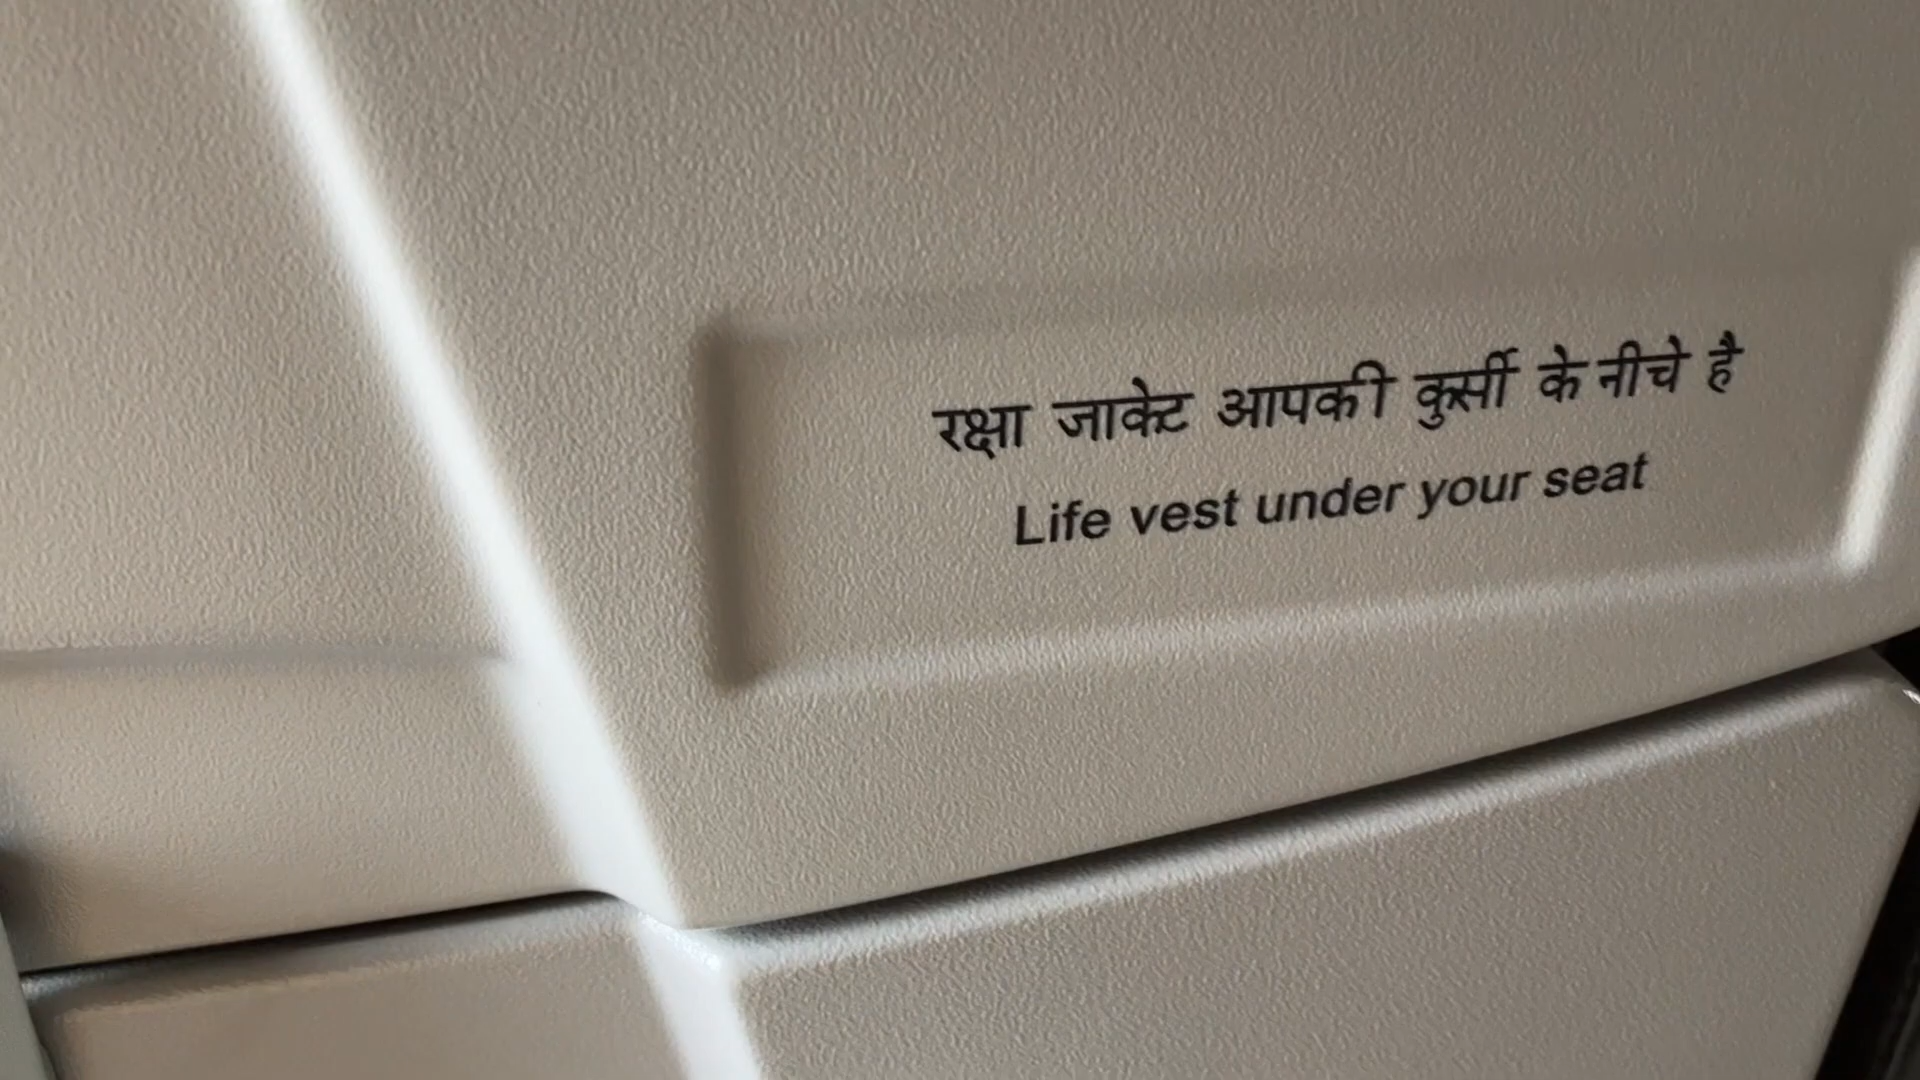 रक्षा जाकेट आपकी कुर्सी के नीचे है
Life vest under your seat